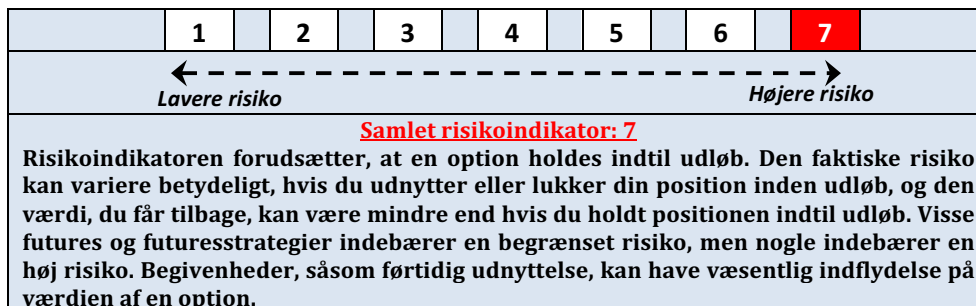 1 2 3 4 5 6 7
Lavere risiko Højere risiko
Samlet risikoindikator: 7
Risikoindikatoren forudsætter, at en option holdes indtil udløb. Den faktiske risiko
kan variere betydeligt, hvis du udnytter eller lukker din position inden udløb, og den
værdi, du får tilbage, kan være mindre end hvis du holdt positionen indtil udløb. Visse
futures og futuresstrategier indebærer en begrænset risiko, men nogle indebærer en
høj risiko. Begivenheder, såsom førtidig udnyttelse, kan have væsentlig indflydelse på
værdien af en option.